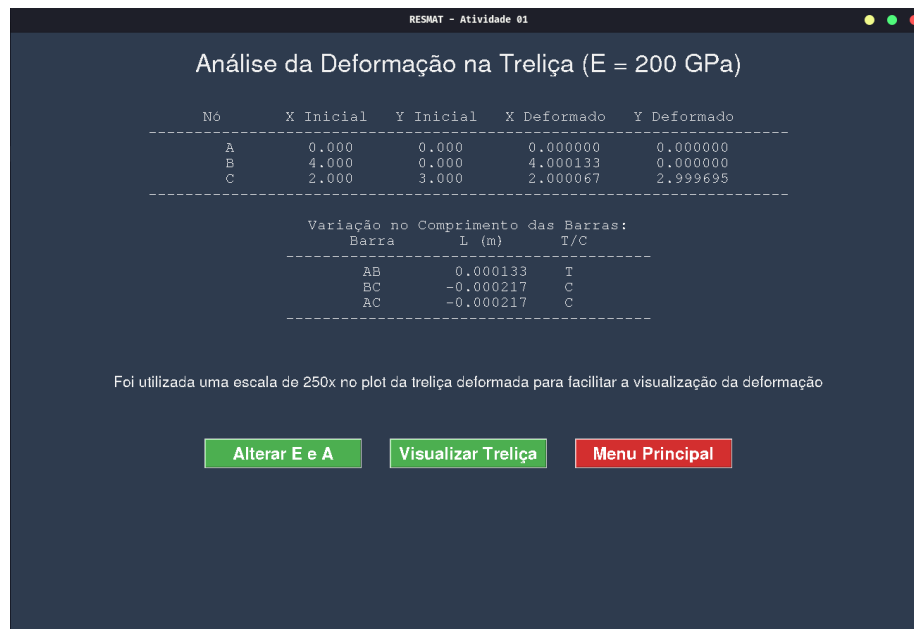 RESMAT - Atividade 01
Análise da Deformação na Treliça (E = 200 GPa)
Nó X Inicial Y Inicial X Deformado Y Deformado
----------------------------------------------------------------
A 0.000 0.000 0.000000 0.000000
B 4.000 0.000 4.000133 0.000000
C 2.000 3.000 2.000067 2.999695
----------------------------------------------------------------
Variação no Comprimento das Barras:
Barra L (m) T/C
----------------------------------------
AB 0.000133 T
BC -0.000217 C
AC -0.000217 C
----------------------------------------
Foi utilizada uma escala de 250x no plot da treliça deformada para facilitar a visualização da deformação
Alterar E e A Visualizar Treliça Menu Principal